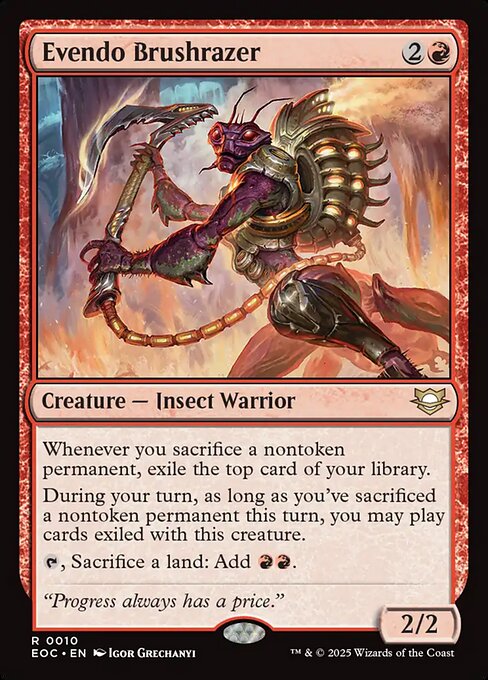 Evendo Brushrazer 2
Creature — Insect Warrior
Whenever you sacrifice a nontoken
permanent, exile the top card of your library.
During your turn, as long as you’ve sacrificed
a nontoken permanent this turn, you may play
cards exiled with this creature.
, Sacrifice a land: Add .
“Progress always has a price.”
2/2
R 0010
EOC • EN Igor Grechanyi ™ & © 2025 Wizards of the Coast